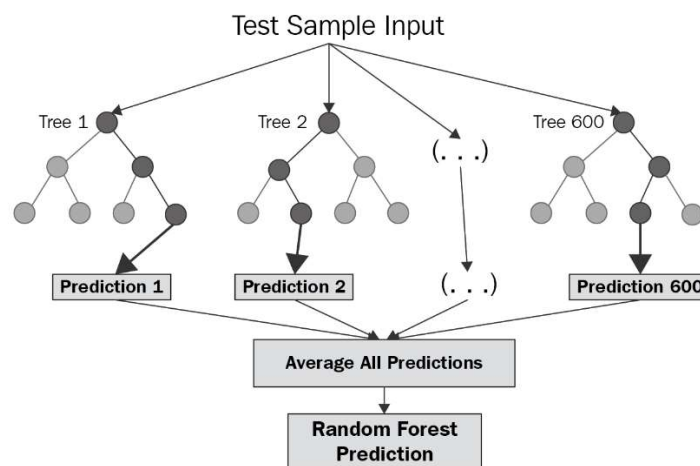 Test Sample Input
Tree 1
Tree 2
(. . .)
Tree 600
Prediction 1
Prediction 2
(. . .)
Prediction 600
Average All Predictions
Random Forest
Prediction